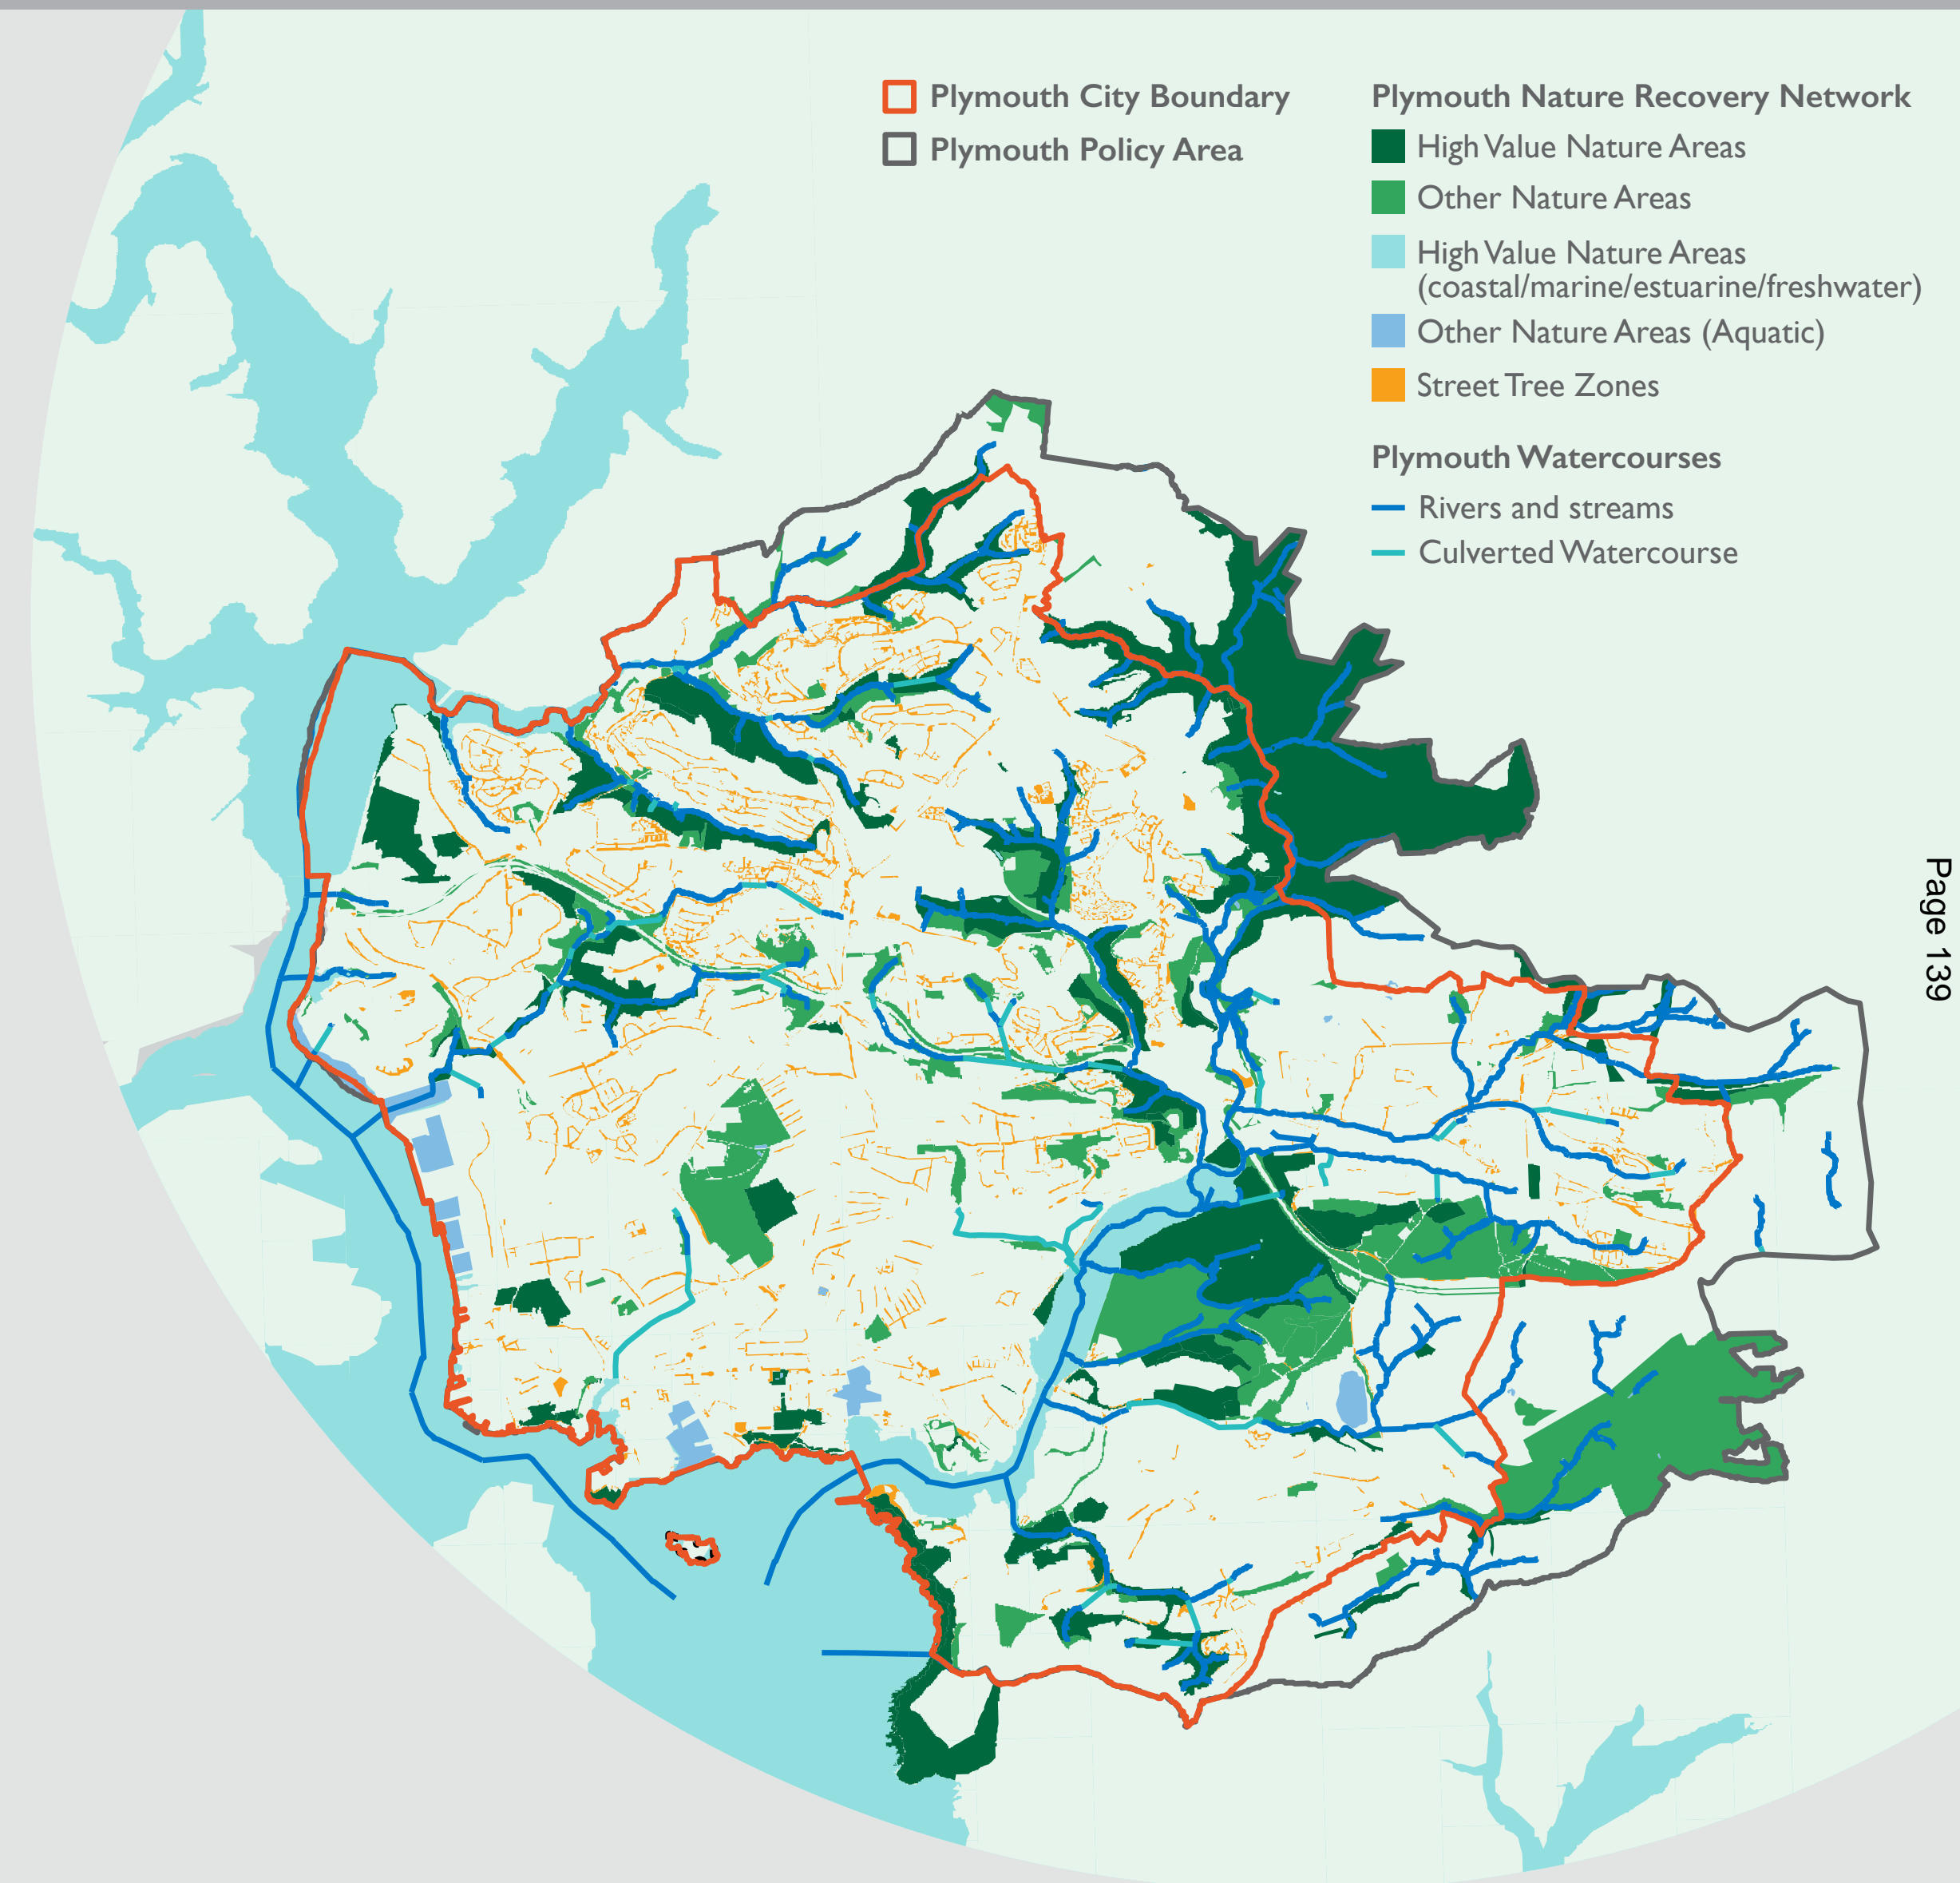 Plymouth City Boundary
Plymouth Policy Area
Plymouth Nature Recovery Network
High Value Nature Areas
Other Nature Areas
High Value Nature Areas
(coastal/marine/estuarine/freshwater)
Other Nature Areas (Aquatic)
Street Tree Zones
Plymouth Watercourses
Rivers and streams
Culverted Watercourse
Page 139